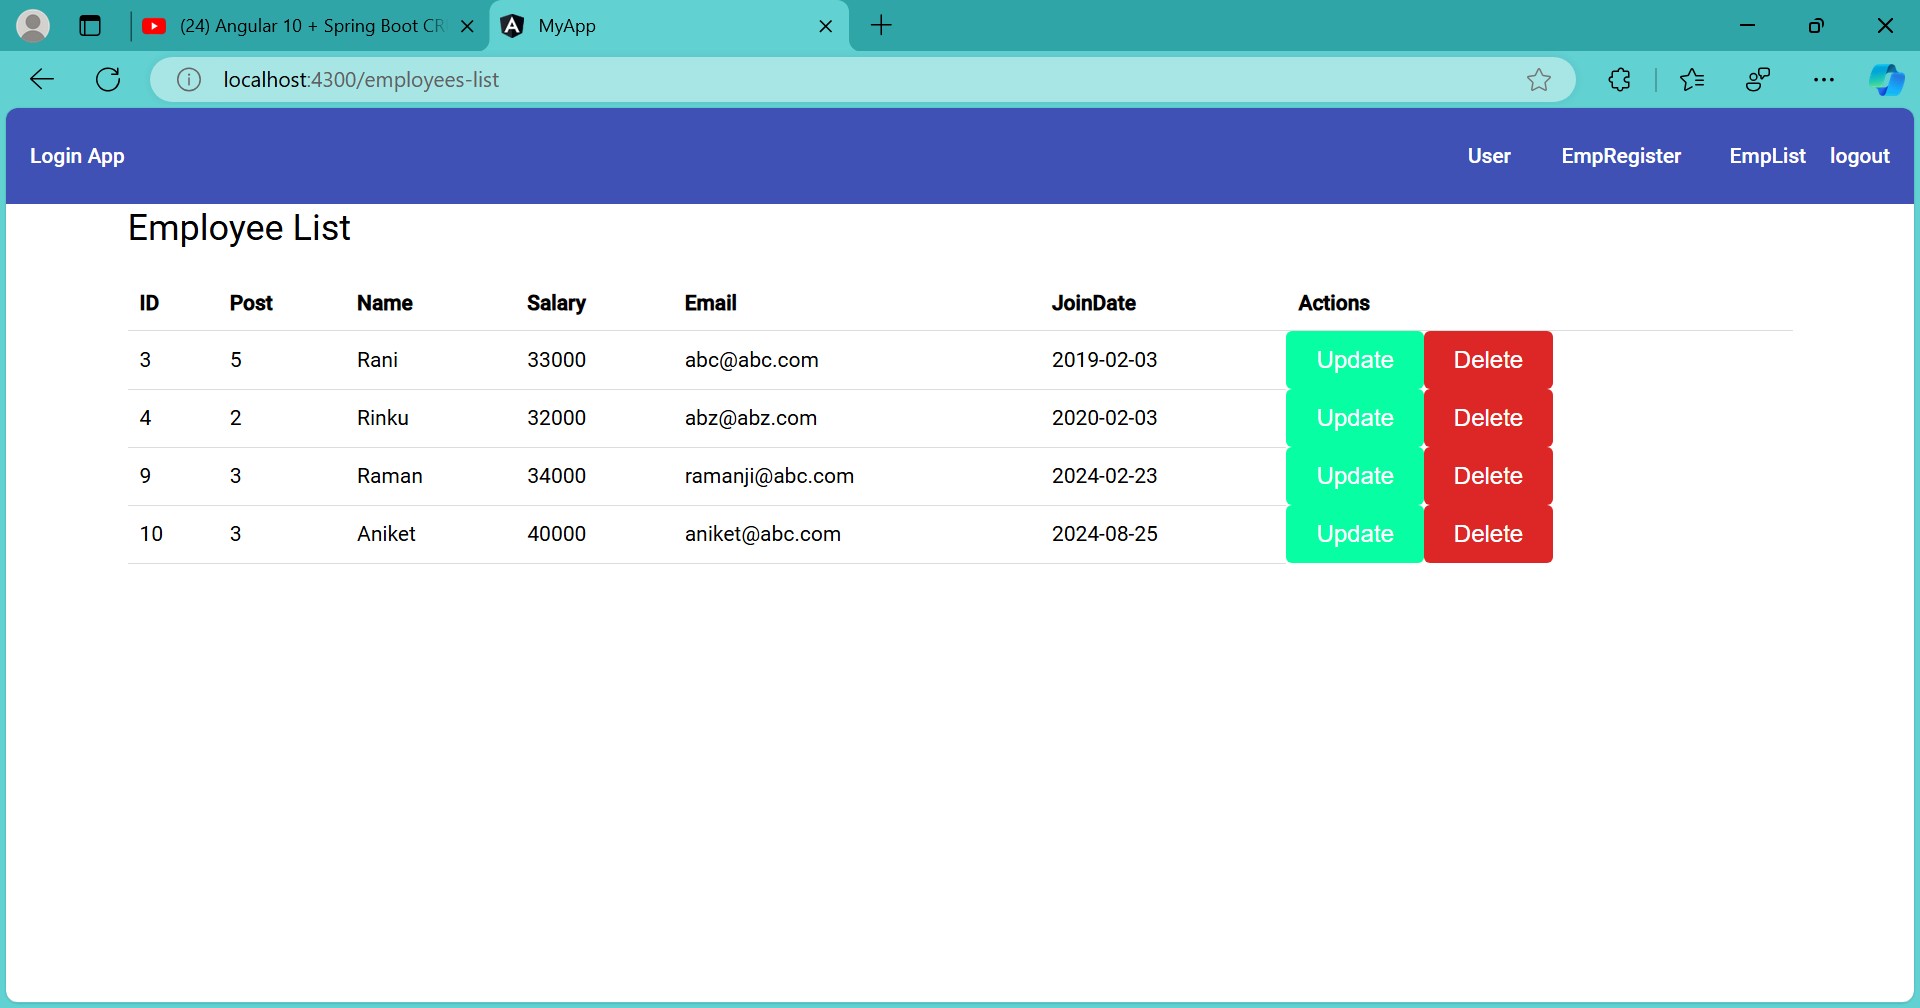 (24) Angular 10 + Spring Boot CR
MyApp
localhost:4300/employees-list
Login App User EmpRegister EmpList logout
Employee List
ID Post Name Salary Email JoinDate Actions
3 5 Rani 33000 abc@abc.com 2019-02-03 Update Delete
4 2 Rinku 32000 abz@abz.com 2020-02-03 Update Delete
9 3 Raman 34000 ramanji@abc.com 2024-02-23 Update Delete
10 3 Aniket 40000 aniket@abc.com 2024-08-25 Update Delete